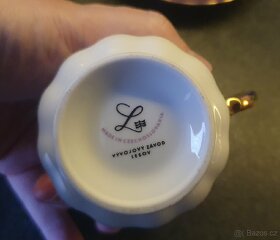 L
MADE IN CZECHOSLOVAKIA
VÝVOJOVÝ ZÁVOD
LESOV
Bazos.cz